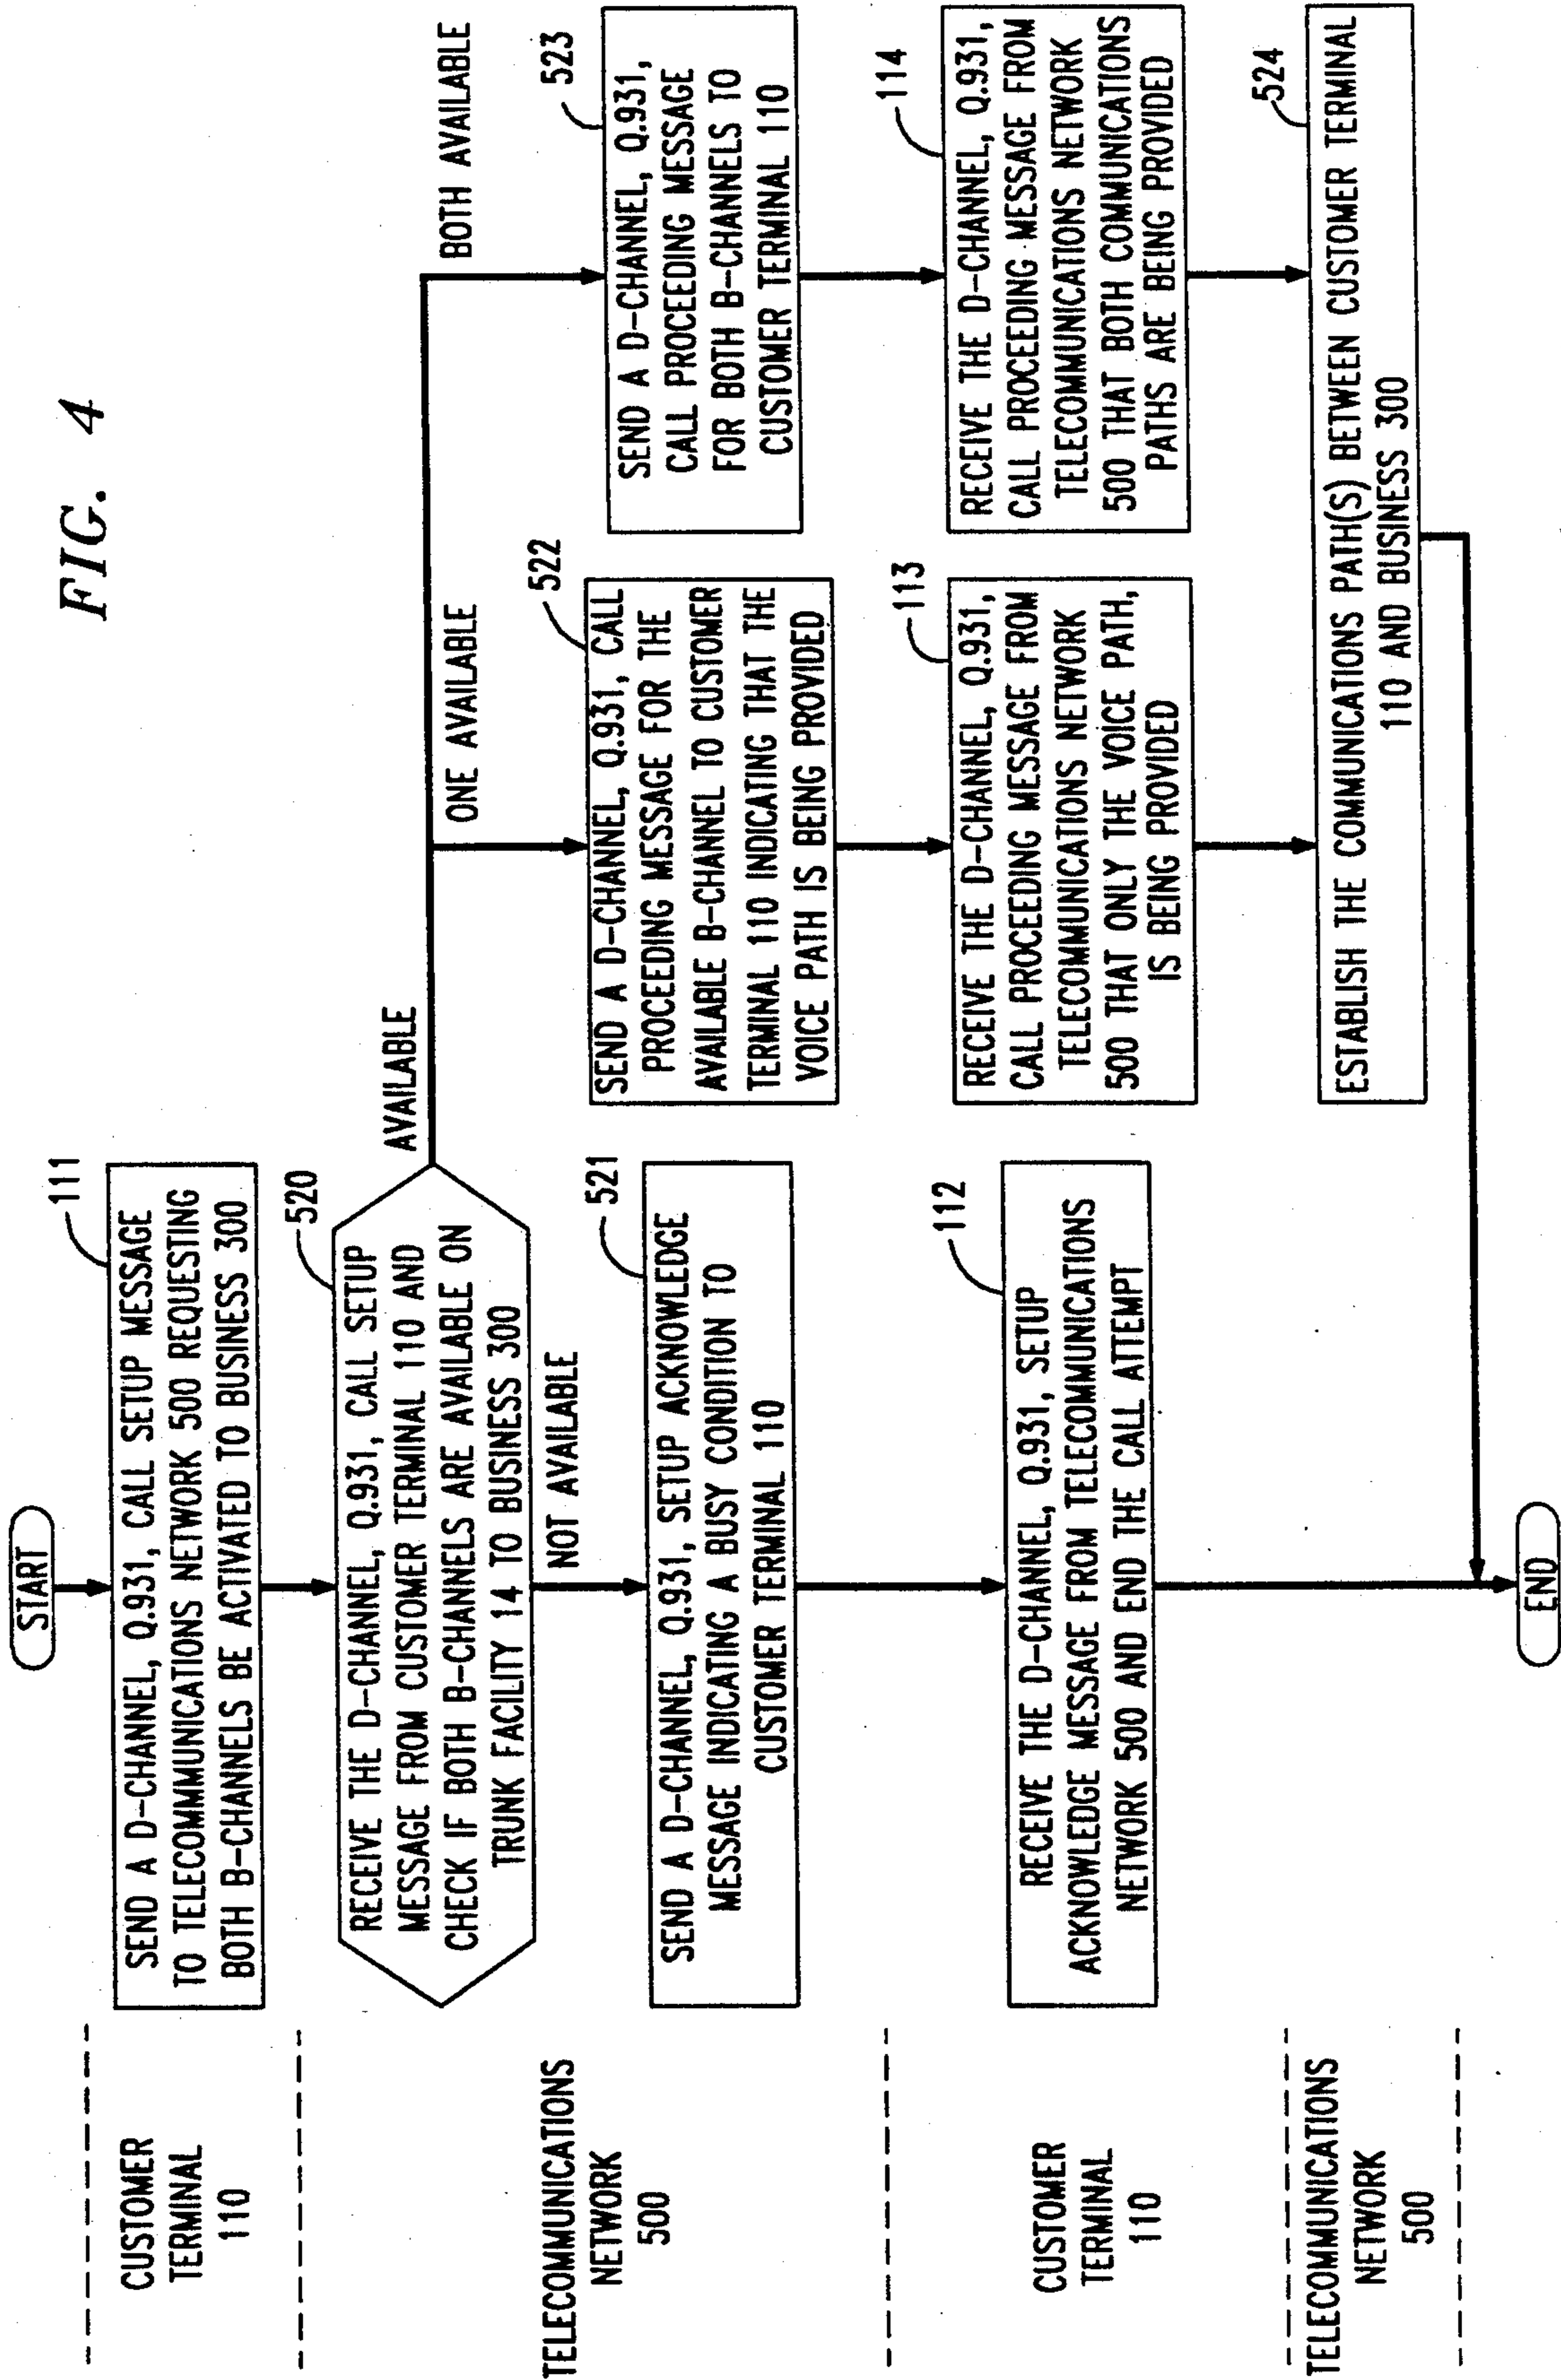 FIG. 4
START
111
SEND A D-CHANNEL, Q.931, CALL SETUP MESSAGE
TO TELECOMMUNICATIONS NETWORK 500 REQUESTING
BOTH B-CHANNELS BE ACTIVATED TO BUSINESS 300
CUSTOMER
TERMINAL
110
520
RECEIVE THE D-CHANNEL, Q.931, CALL SETUP
MESSAGE FROM CUSTOMER TERMINAL 110 AND
CHECK IF BOTH B-CHANNELS ARE AVAILABLE ON
TRUNK FACILITY 14 TO BUSINESS 300
AVAILABLE
ONE AVAILABLE
BOTH AVAILABLE
NOT AVAILABLE
TELECOMMUNICATIONS
NETWORK
500
521
SEND A D-CHANNEL, Q.931, SETUP ACKNOWLEDGE
MESSAGE INDICATING A BUSY CONDITION TO
CUSTOMER TERMINAL 110
522
SEND A D-CHANNEL, Q.931, CALL
PROCEEDING MESSAGE FOR THE
AVAILABLE B-CHANNEL TO CUSTOMER
TERMINAL 110 INDICATING THAT THE
VOICE PATH IS BEING PROVIDED
523
SEND A D-CHANNEL, Q.931,
CALL PROCEEDING MESSAGE
FOR BOTH B-CHANNELS TO
CUSTOMER TERMINAL 110
CUSTOMER
TERMINAL
110
112
RECEIVE THE D-CHANNEL, Q.931, SETUP
ACKNOWLEDGE MESSAGE FROM TELECOMMUNICATIONS
NETWORK 500 AND END THE CALL ATTEMPT
113
RECEIVE THE D-CHANNEL, Q.931,
CALL PROCEEDING MESSAGE FROM
TELECOMMUNICATIONS NETWORK
500 THAT ONLY THE VOICE PATH,
IS BEING PROVIDED
114
RECEIVE THE D-CHANNEL, Q.931,
CALL PROCEEDING MESSAGE FROM
TELECOMMUNICATIONS NETWORK
500 THAT BOTH COMMUNICATIONS
PATHS ARE BEING PROVIDED
TELECOMMUNICATIONS
NETWORK
500
524
ESTABLISH THE COMMUNICATIONS PATH(S) BETWEEN CUSTOMER TERMINAL
110 AND BUSINESS 300
END